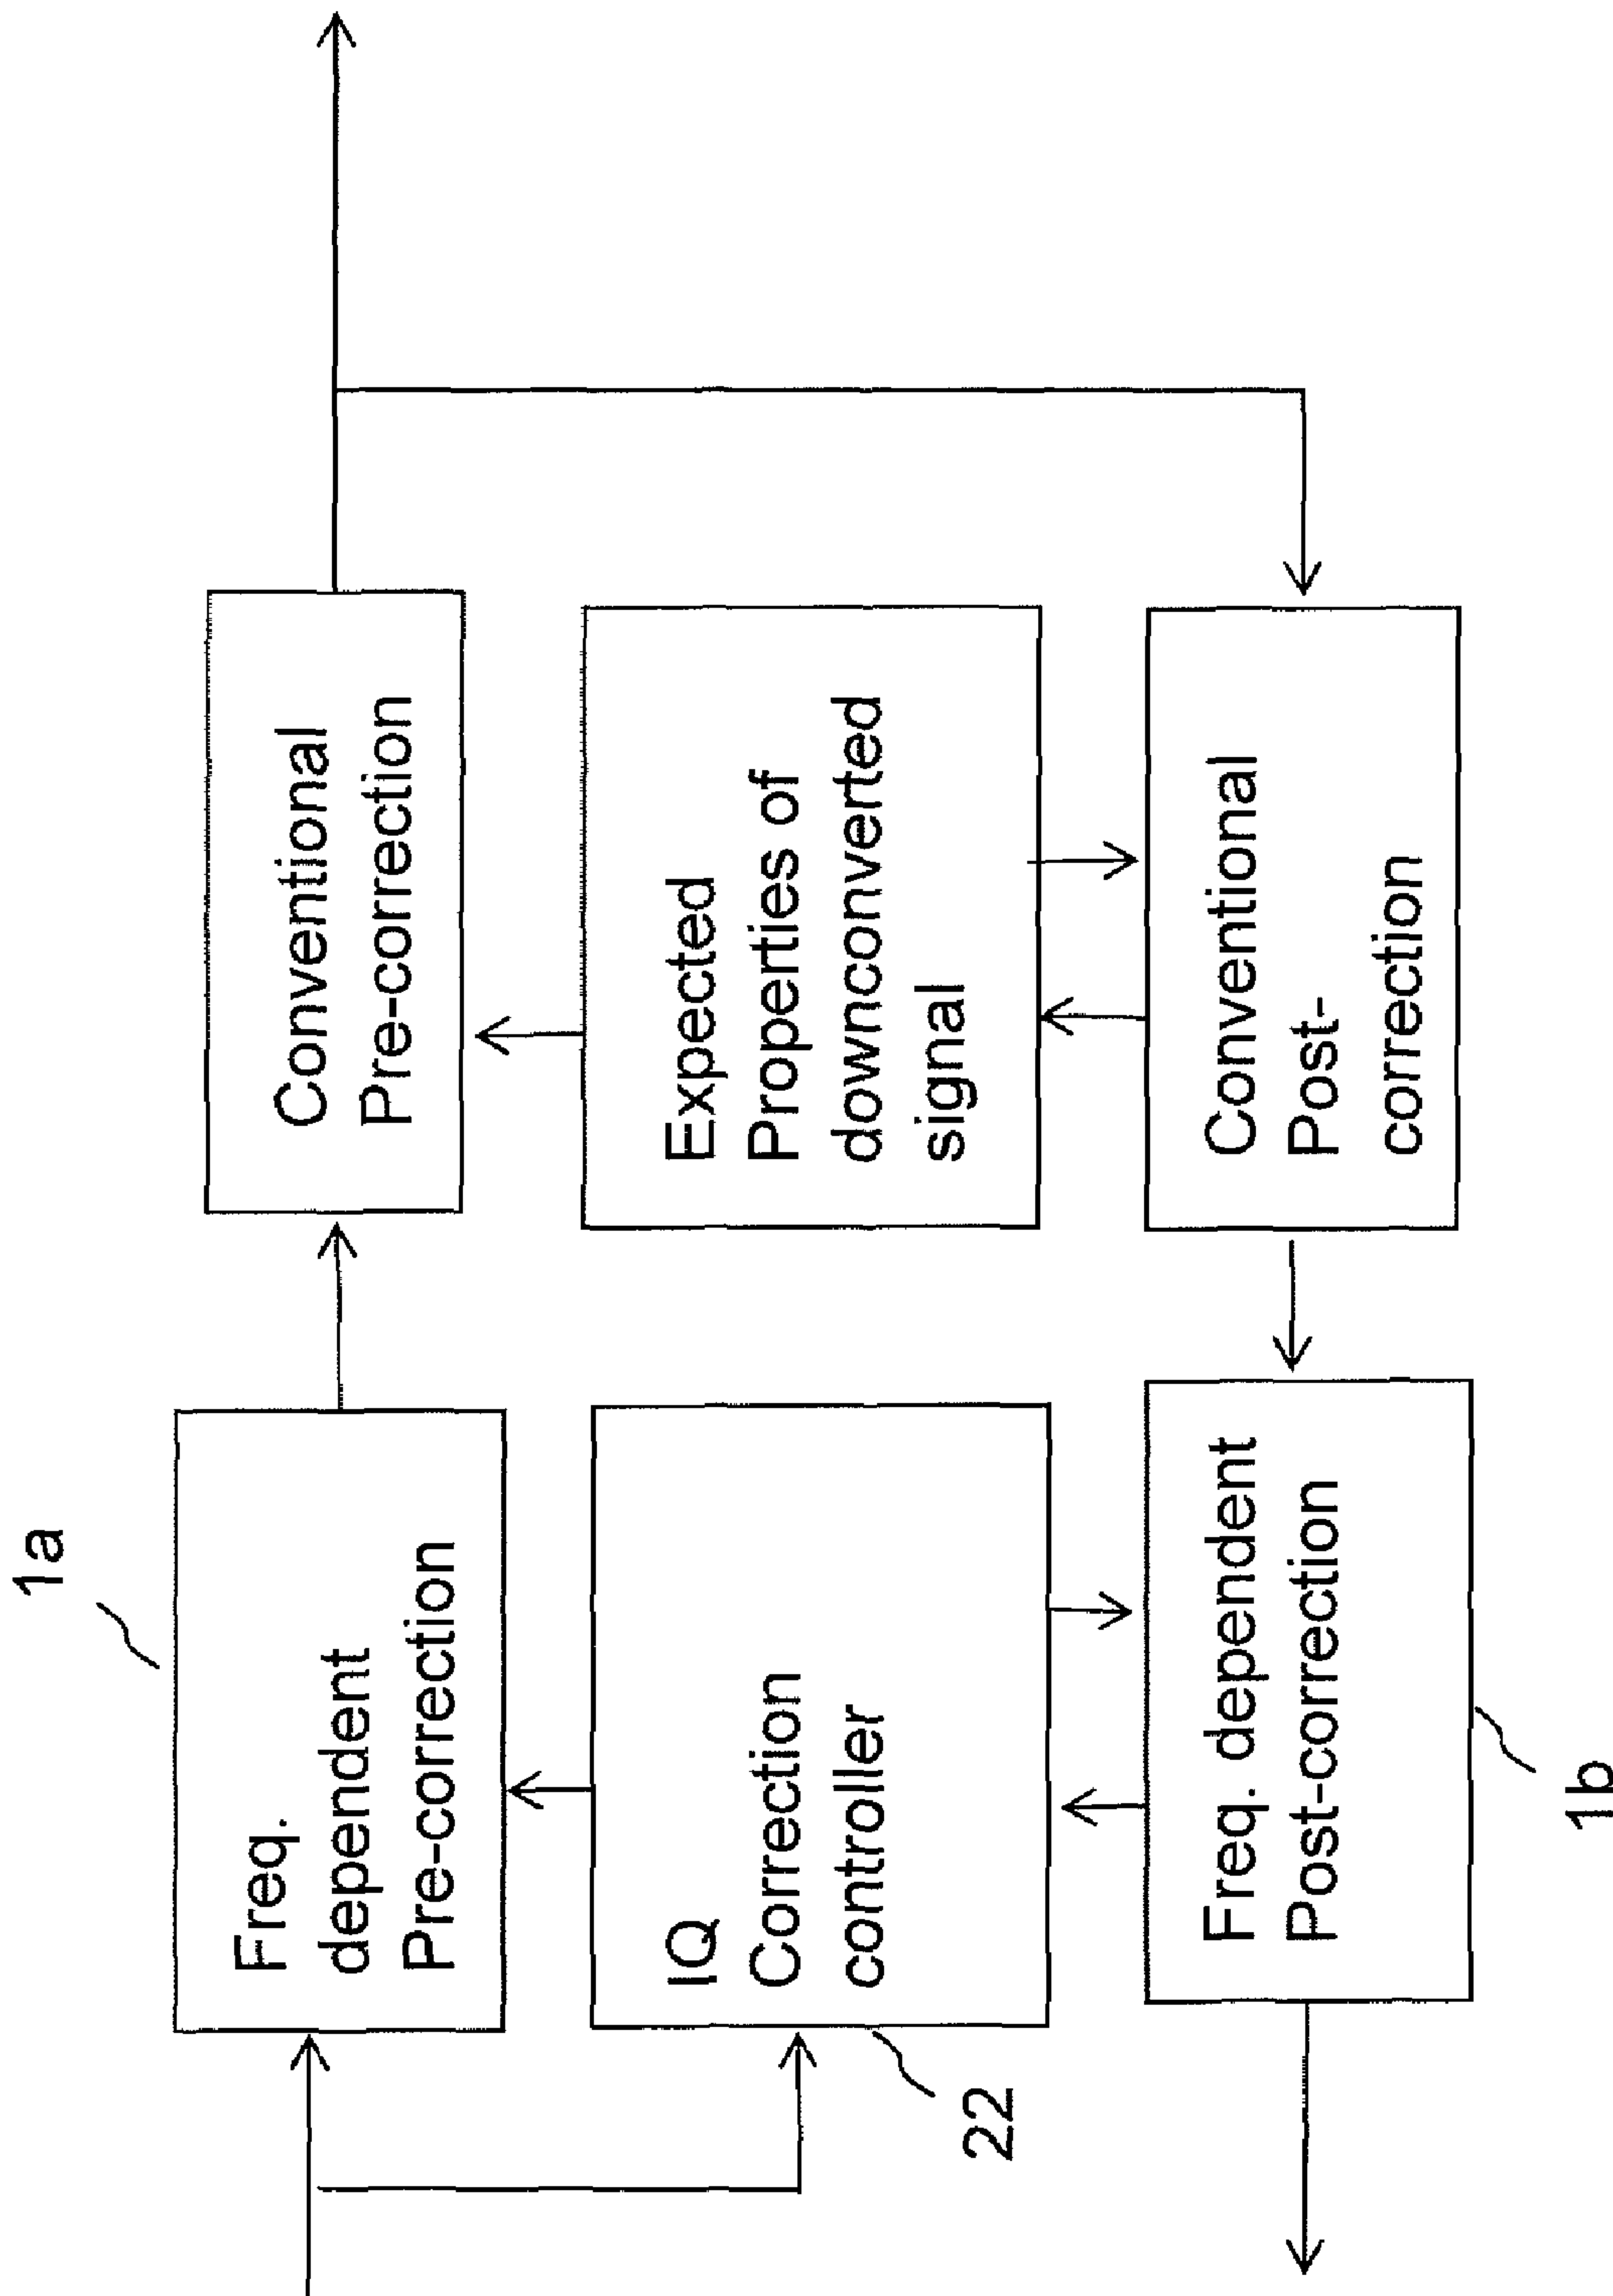 1a
Freq.
dependent
Pre-correction
Conventional
Pre-correction
IQ
Correction
controller
22
Expected
Properties of
downconverted
signal
Freq. dependent
Post-correction
1b
Conventional
Post-
correction